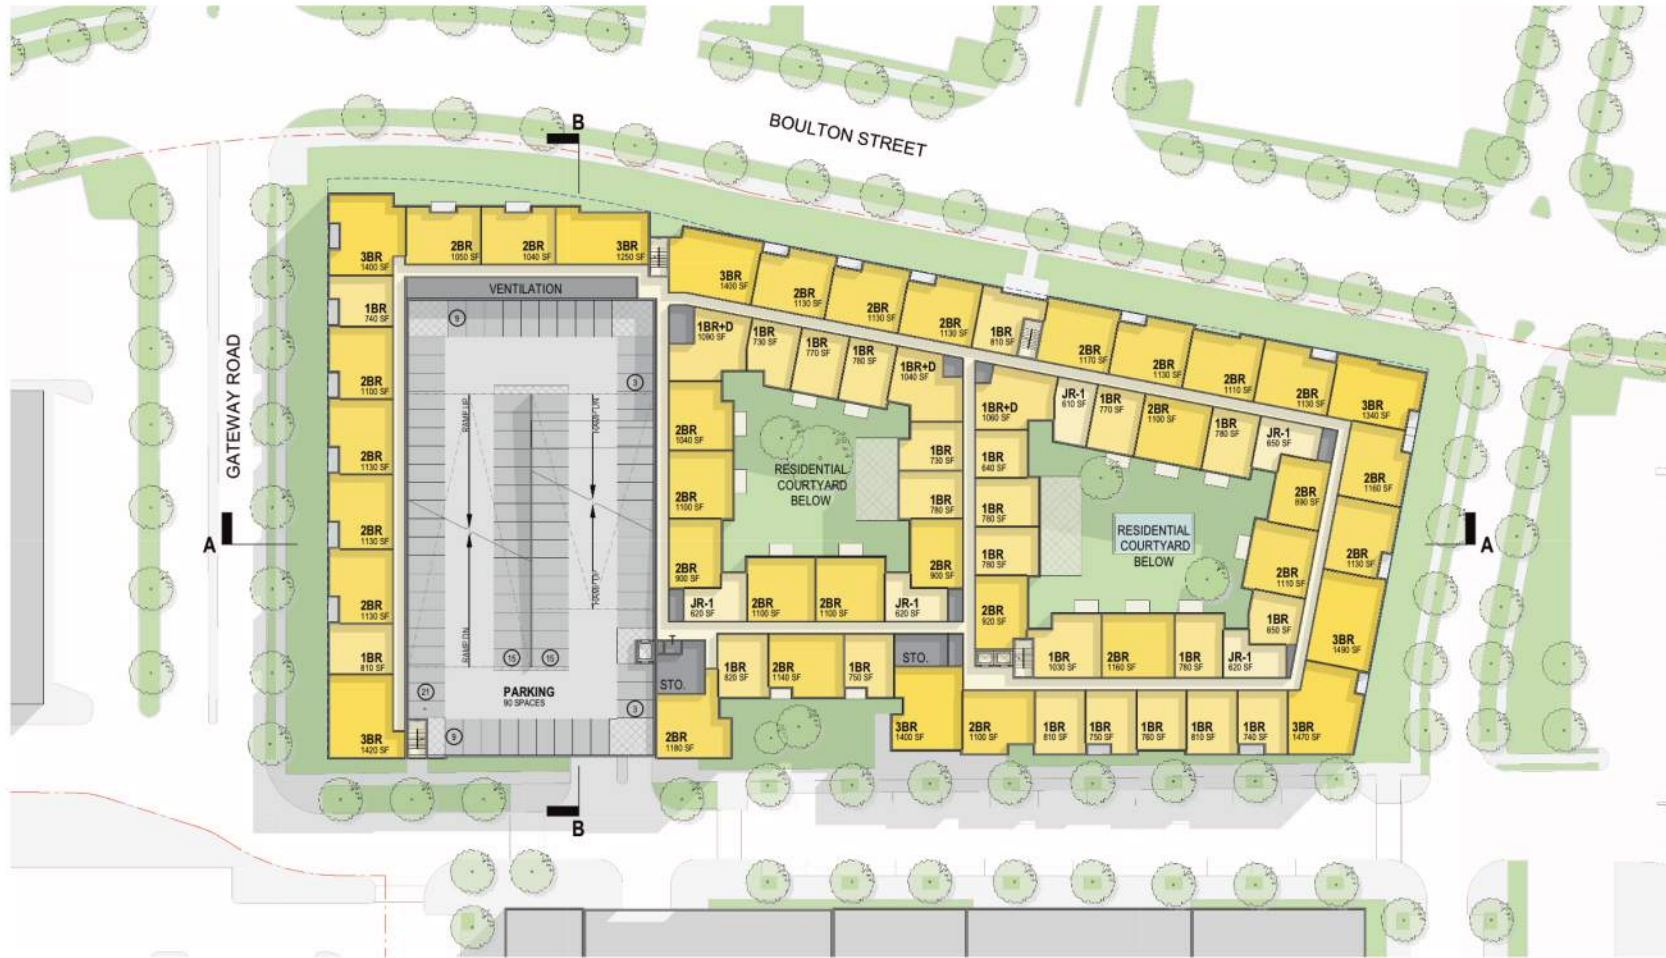 B
BOULTON STREET
GATEWAY ROAD
3BR
1400 SF
2BR
1050 SF
2BR
1040 SF
3BR
1250 SF
3BR
1400 SF
2BR
1130 SF
2BR
1130 SF
2BR
1130 SF
1BR
810 SF
2BR
1170 SF
2BR
1130 SF
2BR
1110 SF
2BR
1130 SF
3BR
1340 SF
1BR
740 SF
2BR
1100 SF
2BR
1130 SF
2BR
1130 SF
2BR
1130 SF
1BR
810 SF
3BR
1420 SF
VENTILATION
9
3
RAMP UP
RAMP DN
15
15
21
3
9
PARKING
90 SPACES
1BR+D
1090 SF
1BR
730 SF
1BR
770 SF
1BR
780 SF
1BR+D
1040 SF
2BR
1040 SF
1BR
730 SF
2BR
1100 SF
1BR
780 SF
2BR
900 SF
2BR
900 SF
RESIDENTIAL
COURTYARD
BELOW
JR-1
620 SF
2BR
1100 SF
2BR
1100 SF
JR-1
620 SF
1BR+D
1060 SF
JR-1
610 SF
1BR
770 SF
2BR
1100 SF
1BR
780 SF
JR-1
650 SF
1BR
640 SF
1BR
780 SF
1BR
780 SF
2BR
920 SF
RESIDENTIAL
COURTYARD
BELOW
2BR
890 SF
2BR
1110 SF
1BR
650 SF
2BR
1160 SF
2BR
1130 SF
3BR
1490 SF
1BR
1030 SF
2BR
1160 SF
1BR
780 SF
JR-1
620 SF
T
STO.
1BR
820 SF
2BR
1140 SF
1BR
750 SF
STO.
2BR
1180 SF
3BR
1400 SF
2BR
1100 SF
1BR
810 SF
1BR
750 SF
1BR
760 SF
1BR
810 SF
1BR
740 SF
3BR
1470 SF
A
A
B